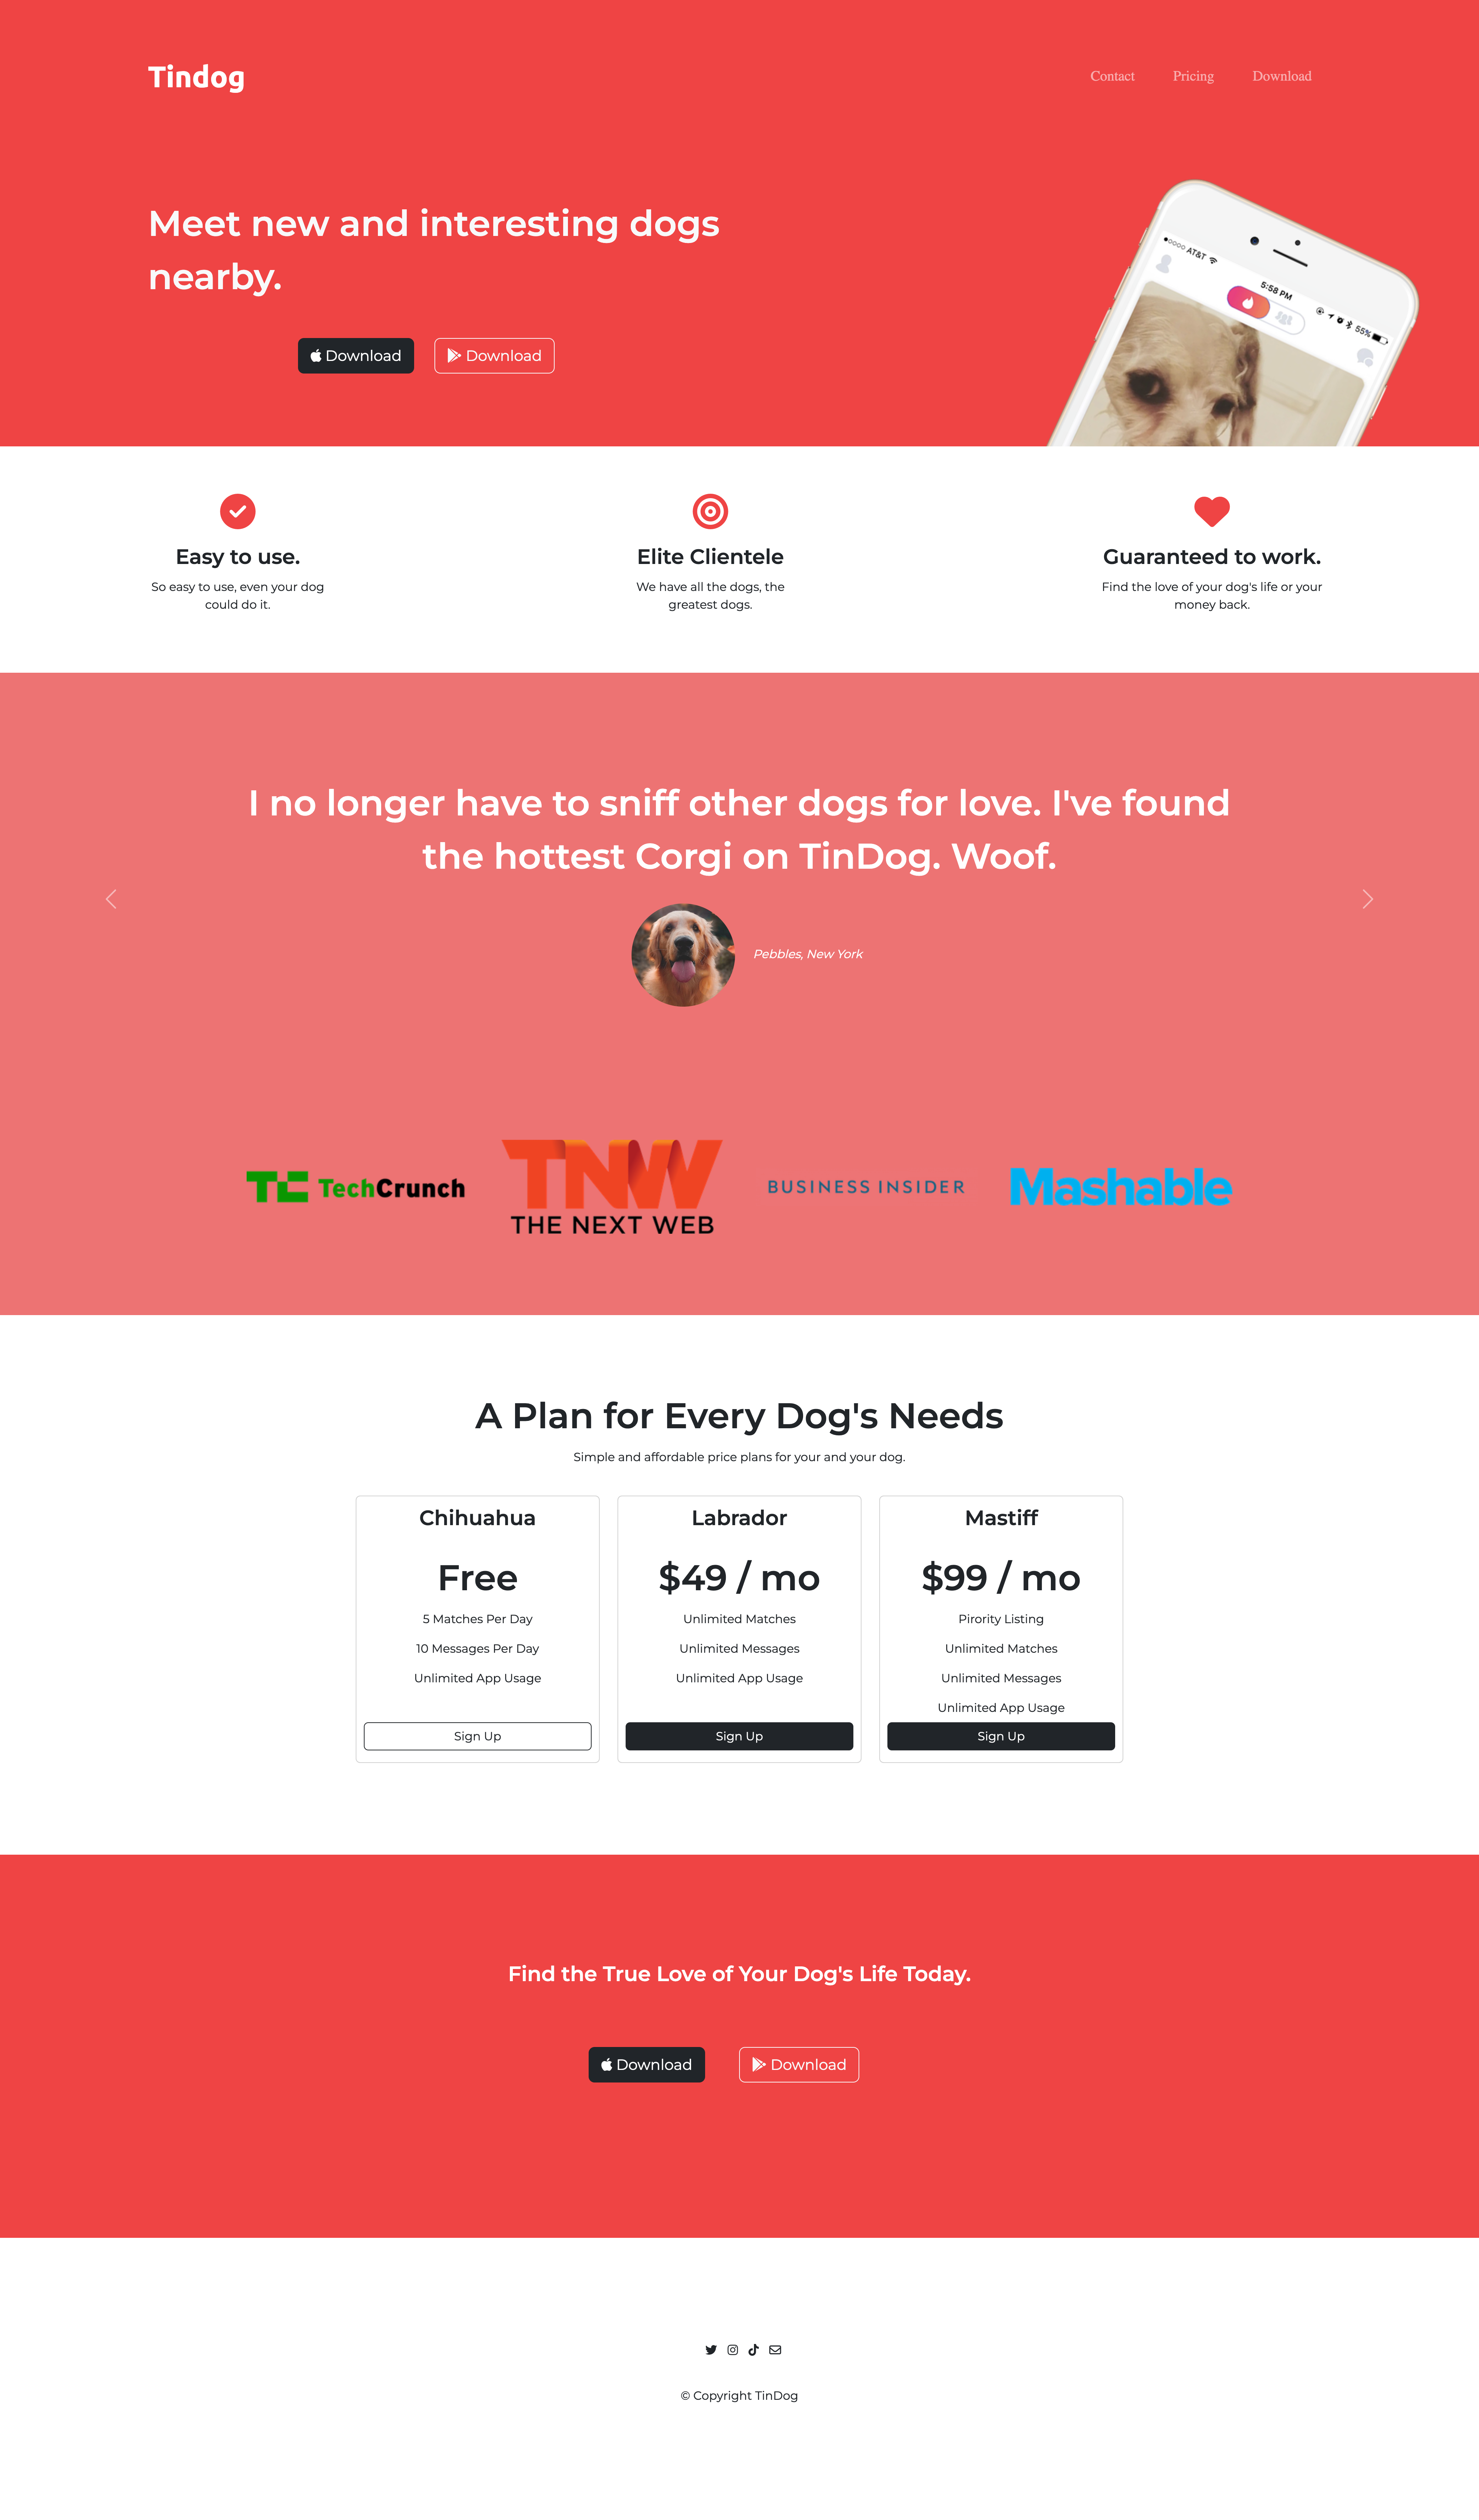 Tindog
Contact
Pricing
Download
Meet new and interesting dogs
nearby.
Download
Download
●○○○○ AT&T
5:58 PM
55%
Easy to use.
So easy to use, even your dog
could do it.
Elite Clientele
We have all the dogs, the
greatest dogs.
Guaranteed to work.
Find the love of your dog's life or your
money back.
I no longer have to sniff other dogs for love. I've found
the hottest Corgi on TinDog. Woof.
Pebbles, New York
TC TechCrunch
TNW
THE NEXT WEB
BUSINESS INSIDER
Mashable
A Plan for Every Dog's Needs
Simple and affordable price plans for your and your dog.
Chihuahua
Free
5 Matches Per Day
10 Messages Per Day
Unlimited App Usage
Sign Up
Labrador
$49 / mo
Unlimited Matches
Unlimited Messages
Unlimited App Usage
Sign Up
Mastiff
$99 / mo
Pirority Listing
Unlimited Matches
Unlimited Messages
Unlimited App Usage
Sign Up
Find the True Love of Your Dog's Life Today.
Download
Download
© Copyright TinDog